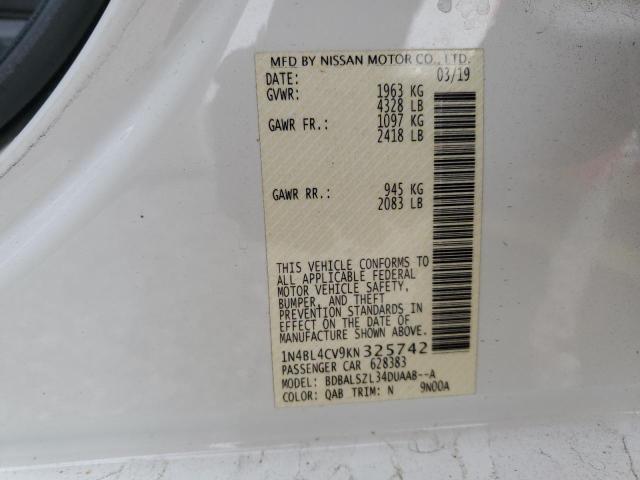 MFD BY NISSAN MOTOR CO., LTD.
DATE: 03/19
GVWR: 1963 KG
4328 LB
GAWR FR.: 1097 KG
2418 LB
GAWR RR.: 945 KG
2083 LB
THIS VEHICLE CONFORMS TO
ALL APPLICABLE FEDERAL
MOTOR VEHICLE SAFETY,
BUMPER, AND THEFT
PREVENTION STANDARDS IN
EFFECT ON THE DATE OF
MANUFACTURE SHOWN ABOVE.
1N4BL4CV9KN325742
PASSENGER CAR 628383
MODEL: BDBALSZL34DUAA8--A
COLOR: QAB TRIM: N 9N00A